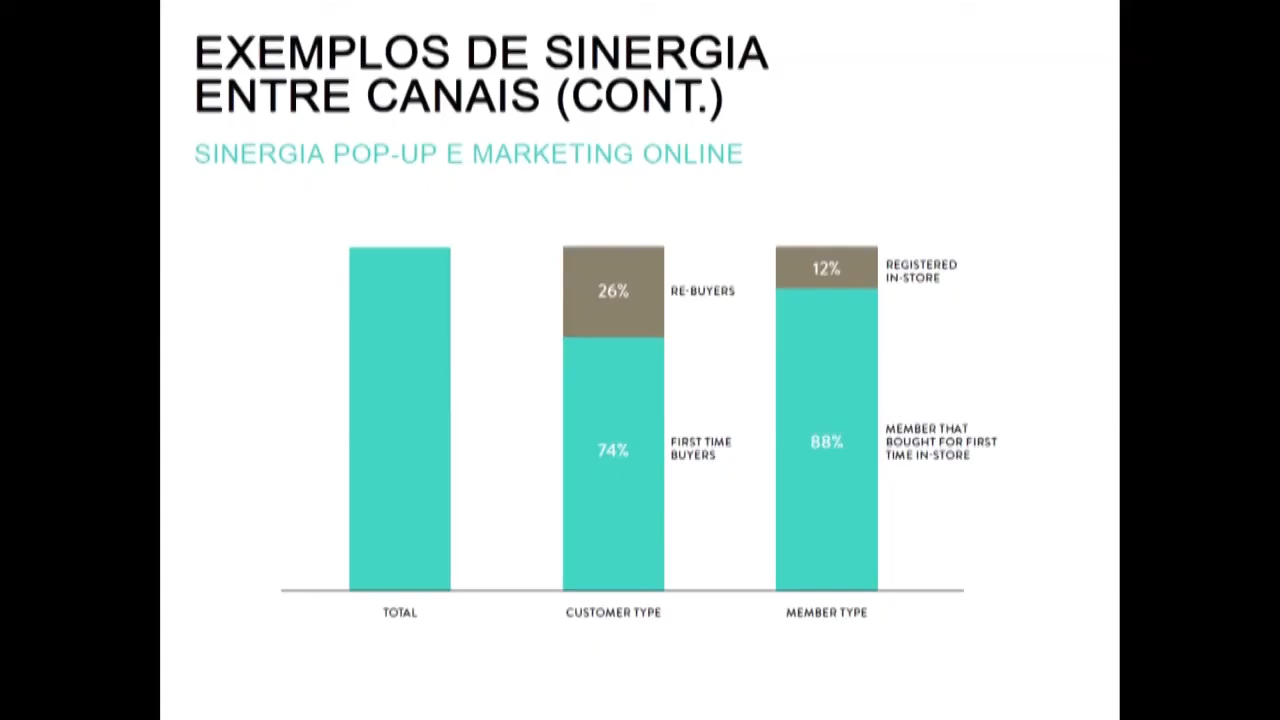 EXEMPLOS DE SINERGIA
ENTRE CANAIS (CONT.)
SINERGIA POP-UP E MARKETING ONLINE
26%
RE-BUYERS
74%
FIRST TIME
BUYERS
12%
REGISTERED
IN-STORE
88%
MEMBER THAT
BOUGHT FOR FIRST
TIME IN-STORE
TOTAL
CUSTOMER TYPE
MEMBER TYPE